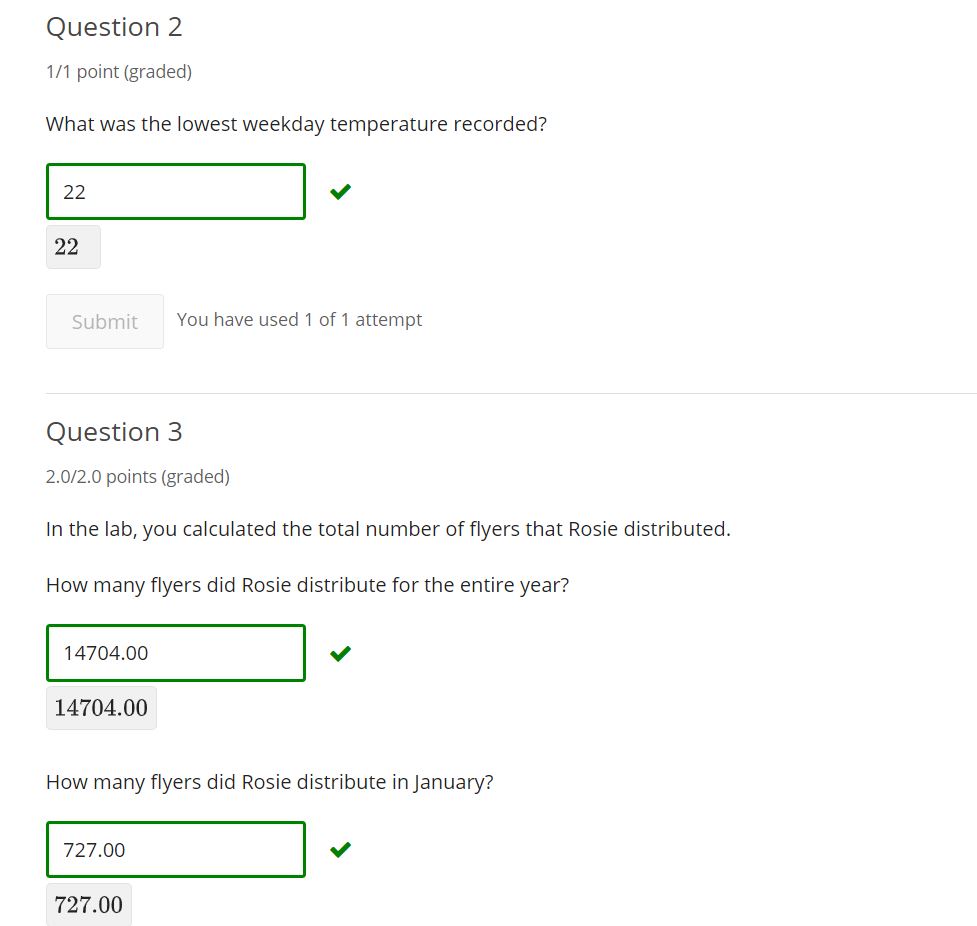 Question 2
1/1 point (graded)
What was the lowest weekday temperature recorded?
22
22
Submit You have used 1 of 1 attempt
Question 3
2.0/2.0 points (graded)
In the lab, you calculated the total number of flyers that Rosie distributed.
How many flyers did Rosie distribute for the entire year?
14704.00
14704.00
How many flyers did Rosie distribute in January?
727.00
727.00